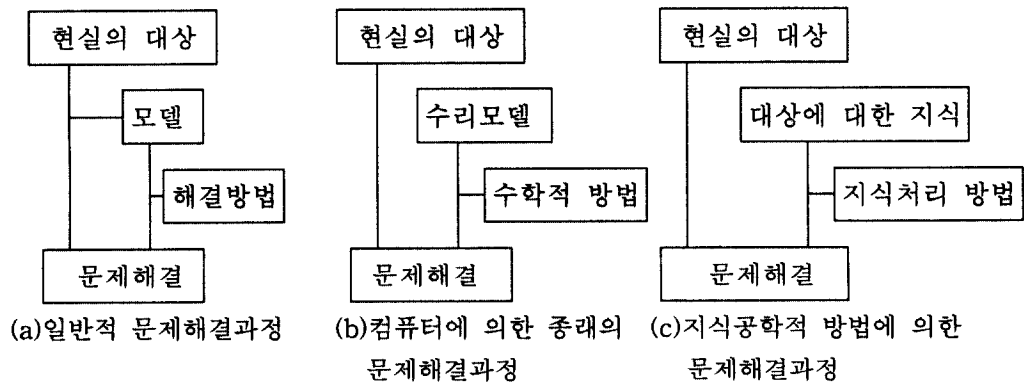 현실의 대상
모델
해결방법
문제해결
(a)일반적 문제해결과정
현실의 대상
수리모델
수학적 방법
문제해결
(b)컴퓨터에 의한 종래의
문제해결과정
현실의 대상
대상에 대한 지식
지식처리 방법
문제해결
(c)지식공학적 방법에 의한
문제해결과정